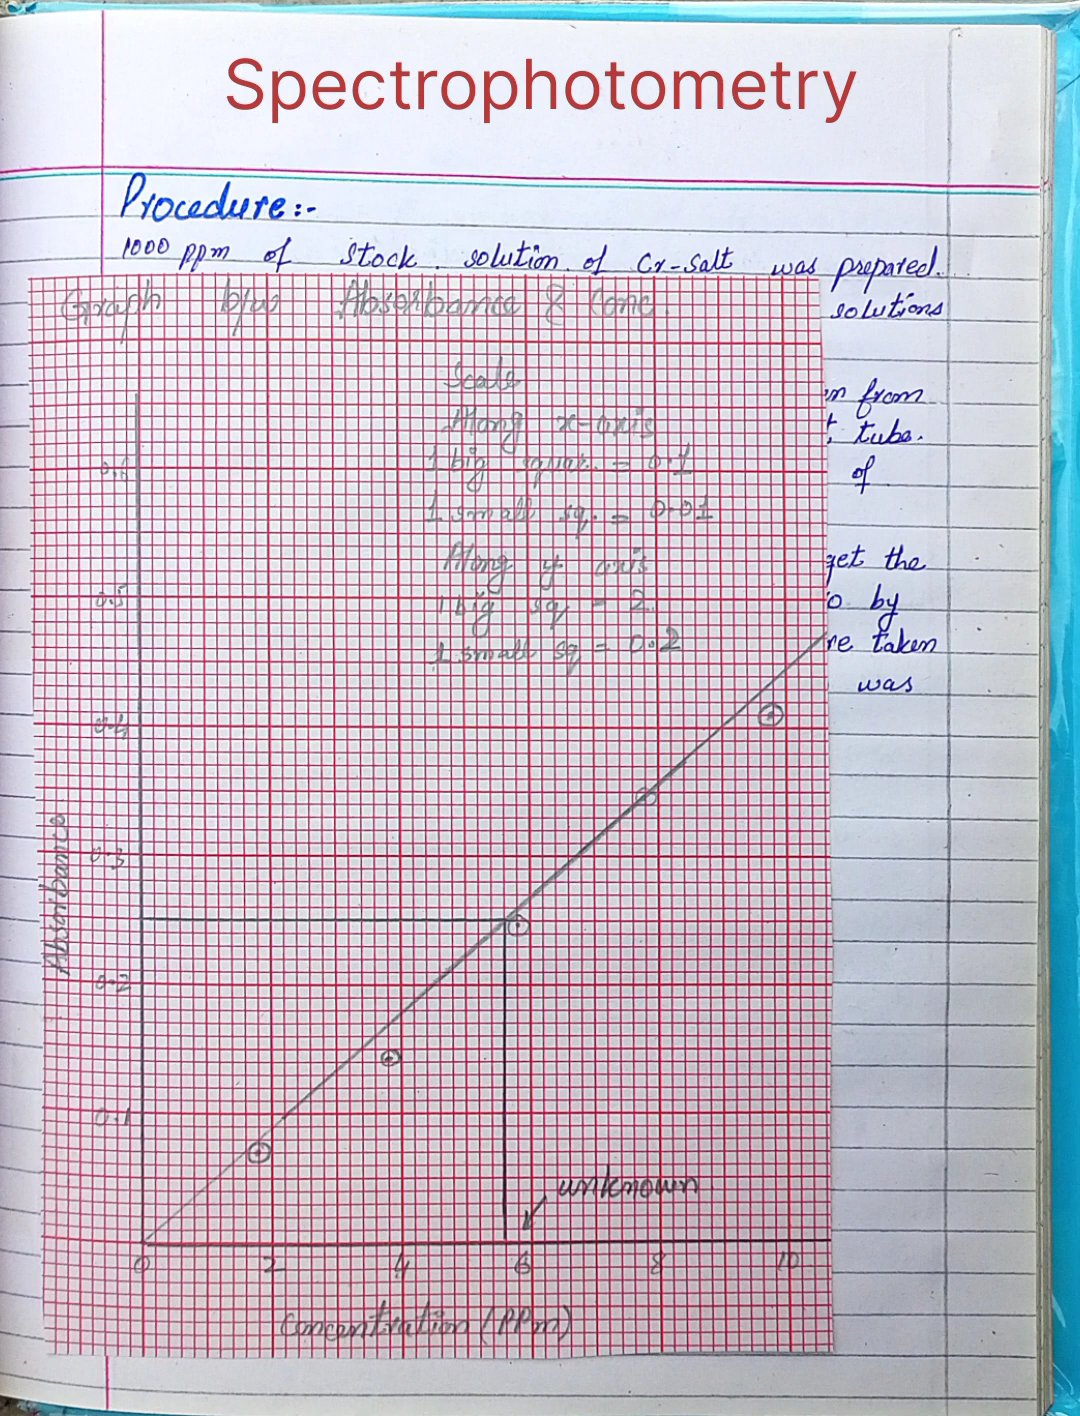 Spectrophotometry
Procedure:-
1000 ppm of stock solution of Cr-salt was prepared.
solutions
from
tube.
of
get the
by
taken
was
Graph b/w Absorbance & Conc.
Scale
Along x-axis
1 big squar. = 0.1
1 small sq. = 0.01
Along y axis
1 big sq = 2
1 small sq = 0.2
0.6
0.5
0.4
0.3
0.2
0.1
Absorbance
unknown
0 2 4 6 8 10
Concentration (PPm)